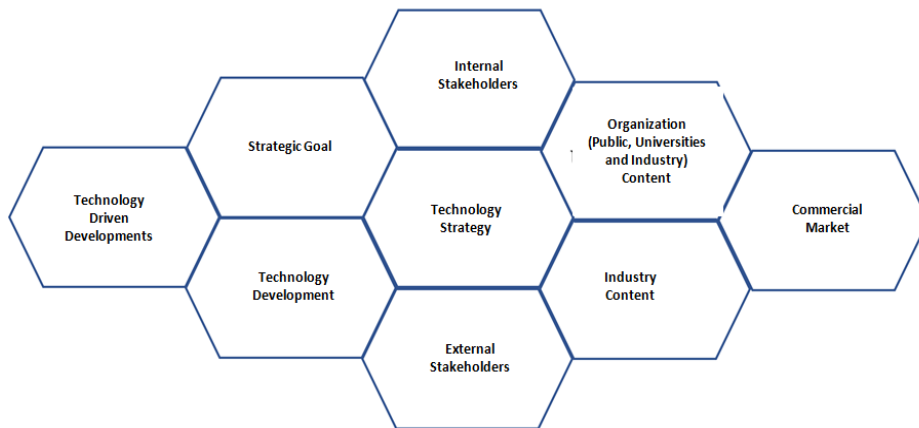 Internal
Stakeholders
Strategic Goal
Organization
(Public, Universities
and Industry)
Content
Technology
Driven
Developments
Technology
Strategy
Commercial
Market
Technology
Development
Industry
Content
External
Stakeholders